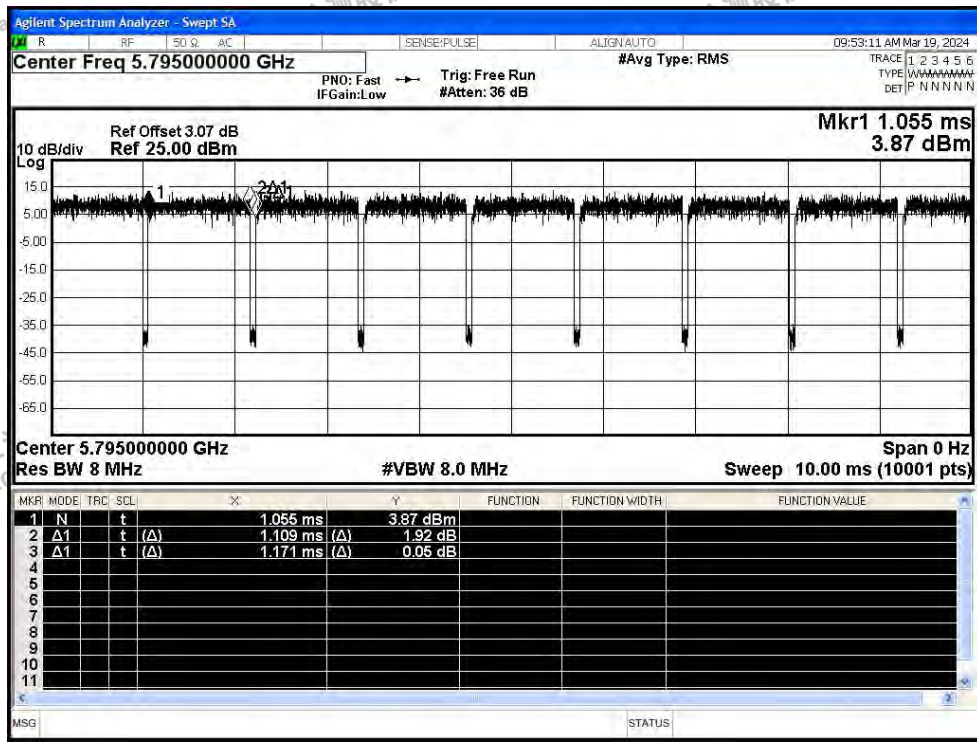 Agilent Spectrum Analyzer - Swept SA
R RF 50 Ω AC SENSE:PULSE ALIGN AUTO 09:53:11 AM Mar 19, 2024
Center Freq 5.795000000 GHz
PNO: Fast
IFGain:Low
Trig: Free Run
#Atten: 36 dB
#Avg Type: RMS
TRACE 1 2 3 4 5 6
TYPE WWWWWW
DET P N N N N N
Mkr1 1.055 ms
3.87 dBm
Ref Offset 3.07 dB
10 dB/div Ref 25.00 dBm
Log
15.0
5.00
-5.00
-15.0
-25.0
-35.0
-45.0
-55.0
-65.0
1
2Δ1
Center 5.795000000 GHz Span 0 Hz
Res BW 8 MHz #VBW 8.0 MHz Sweep 10.00 ms (10001 pts)
MKR MODE TRC SCL X Y FUNCTION FUNCTION WIDTH FUNCTION VALUE
1 N t 1.055 ms 3.87 dBm
2 Δ1 t (Δ) 1.109 ms (Δ) 1.92 dB
3 Δ1 t (Δ) 1.171 ms (Δ) 0.05 dB
4
5
6
7
8
9
10
11
MSG STATUS